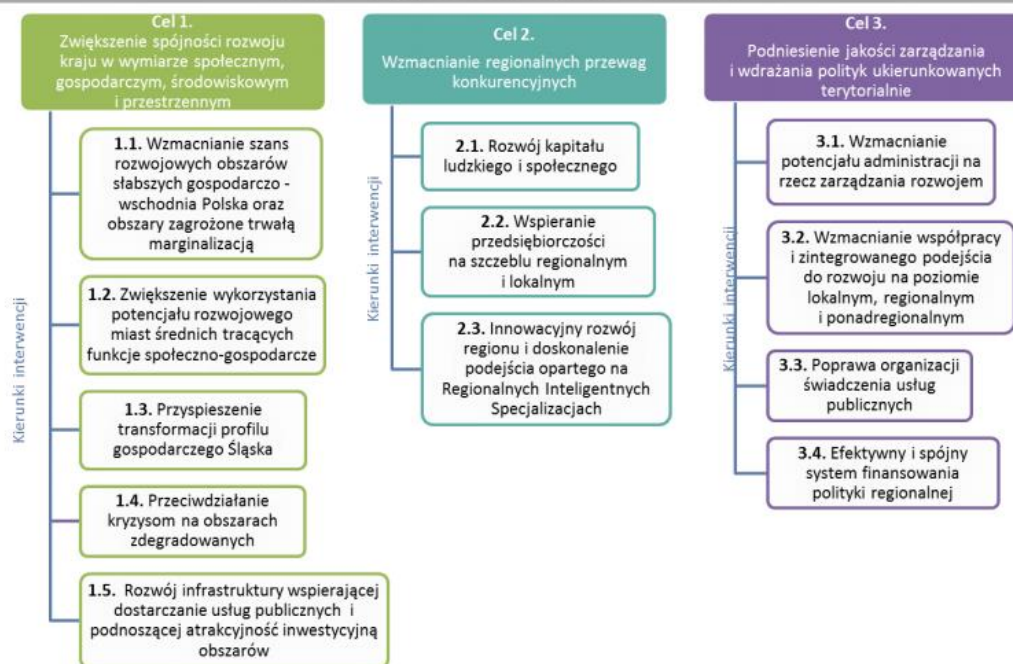 Cel 1.
Zwiększenie spójności rozwoju
kraju w wymiarze społecznym,
gospodarczym, środowiskowym
i przestrzennym
Kierunki interwencji
1.1. Wzmacnianie szans
rozwojowych obszarów
słabszych gospodarczo -
wschodnia Polska oraz
obszary zagrożone trwałą
marginalizacją
1.2. Zwiększenie wykorzystania
potencjału rozwojowego
miast średnich tracących
funkcje społeczno-gospodarcze
1.3. Przyspieszenie
transformacji profilu
gospodarczego Śląska
1.4. Przeciwdziałanie
kryzysom na obszarach
zdegradowanych
1.5. Rozwój infrastruktury wspierającej
dostarczanie usług publicznych i
podnoszącej atrakcyjność inwestycyjną
obszarów
Cel 2.
Wzmacnianie regionalnych przewag
konkurencyjnych
Kierunki interwencji
2.1. Rozwój kapitału
ludzkiego i społecznego
2.2. Wspieranie
przedsiębiorczości
na szczeblu regionalnym
i lokalnym
2.3. Innowacyjny rozwój
regionu i doskonalenie
podejścia opartego na
Regionalnych Inteligentnych
Specjalizacjach
Cel 3.
Podniesienie jakości zarządzania
i wdrażania polityk ukierunkowanych
terytorialnie
Kierunki interwencji
3.1. Wzmacnianie
potencjału administracji na
rzecz zarządzania rozwojem
3.2. Wzmacnianie współpracy
i zintegrowanego podejścia
do rozwoju na poziomie
lokalnym, regionalnym
i ponadregionalnym
3.3. Poprawa organizacji
świadczenia usług
publicznych
3.4. Efektywny i spójny
system finansowania
polityki regionalnej